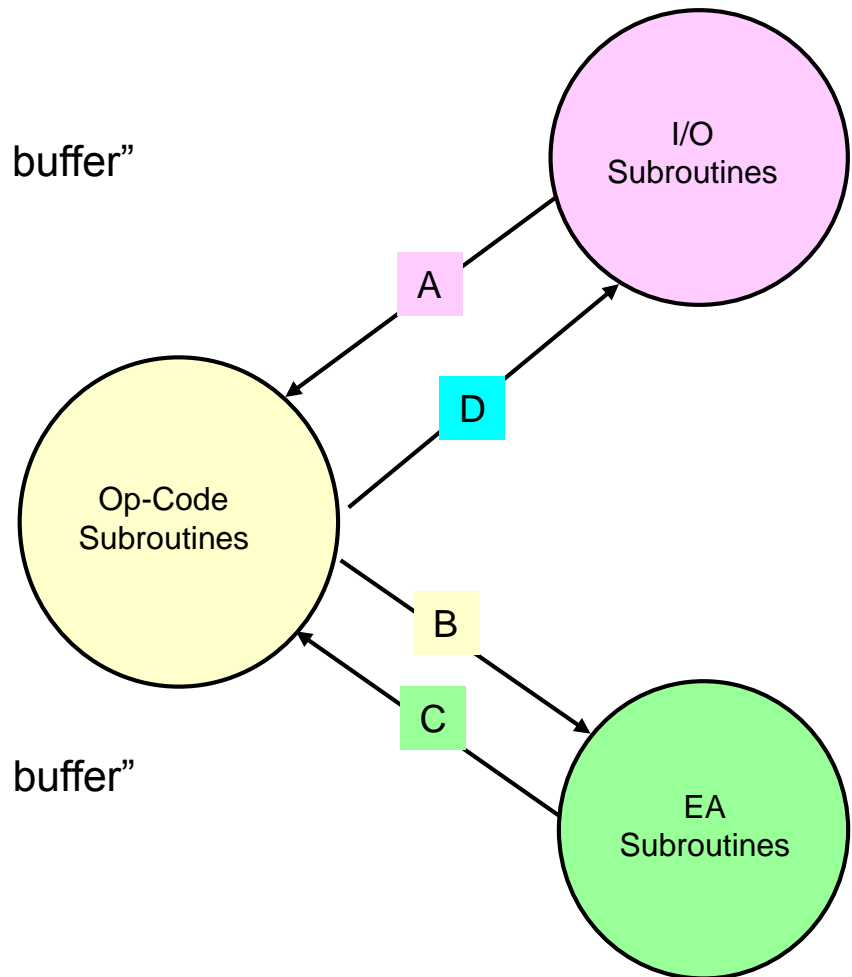 I/O
Subroutines
buffer”
A
D
Op-Code
Subroutines
B
C
buffer”
EA
Subroutines